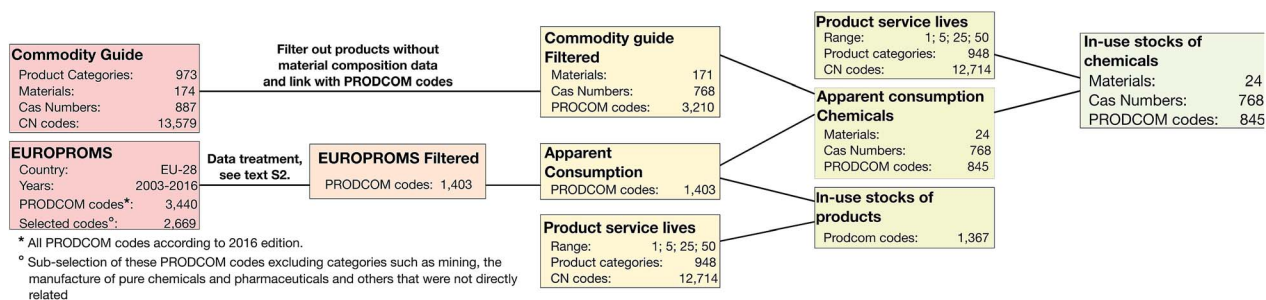 Commodity Guide
Product Categories: 973
Materials: 174
Cas Numbers: 887
CN codes: 13,579
Filter out products without
material composition data
and link with PRODCOM codes
Commodity guide
Filtered
Materials: 171
Cas Numbers: 768
PROCOM codes: 3,210
Product service lives
Range: 1; 5; 25; 50
Product categories: 948
CN codes: 12,714
In-use stocks of
chemicals
Materials: 24
Cas Numbers: 768
PRODCOM codes: 845
Apparent consumption
Chemicals
Materials: 24
Cas Numbers: 768
PRODCOM codes: 845
EUROPROMS
Country: EU-28
Years: 2003-2016
PRODCOM codes*: 3,440
Selected codes°: 2,669
Data treatment,
see text S2.
EUROPROMS Filtered
PRODCOM codes: 1,403
Apparent
Consumption
PRODCOM codes: 1,403
In-use stocks of
products
Prodcom codes: 1,367
Product service lives
Range: 1; 5; 25; 50
Product categories: 948
CN codes: 12,714
* All PRODCOM codes according to 2016 edition.
° Sub-selection of these PRODCOM codes excluding categories such as mining, the
manufacture of pure chemicals and pharmaceuticals and others that were not directly
related